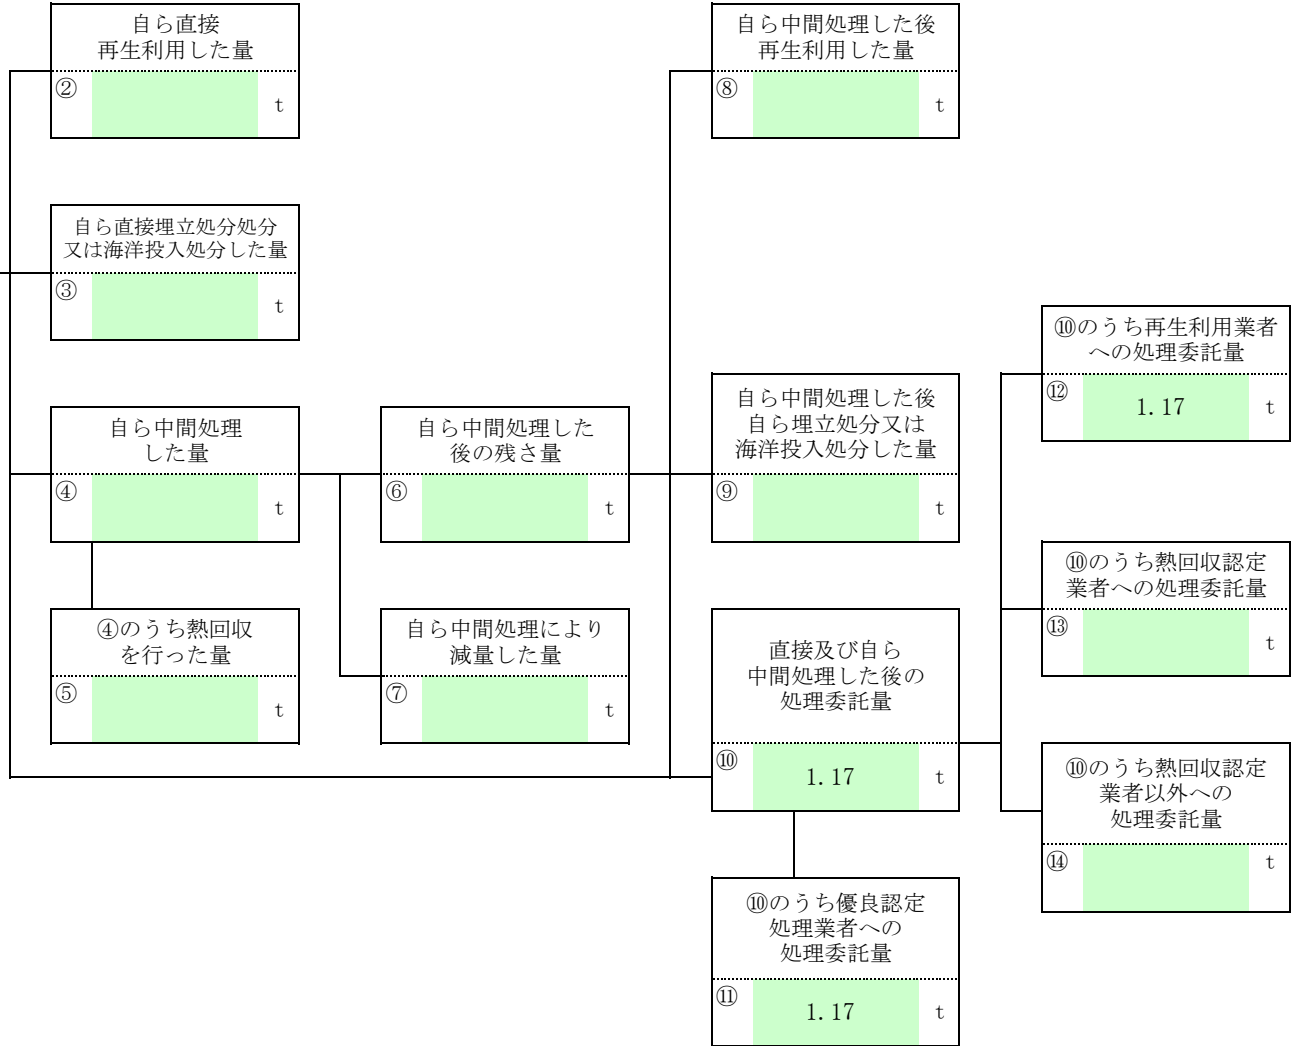 自ら直接
再生利用した量
②
t
自ら中間処理した後
再生利用した量
⑧
t
自ら直接埋立処分処分
又は海洋投入処分した量
③
t
⑩のうち再生利用業者
への処理委託量
⑫
1.17
t
自ら中間処理
した量
④
t
自ら中間処理した
後の残さ量
⑥
t
自ら中間処理した後
自ら埋立処分又は
海洋投入処分した量
⑨
t
⑩のうち熱回収認定
業者への処理委託量
⑬
t
④のうち熱回収
を行った量
⑤
t
自ら中間処理により
減量した量
⑦
t
直接及び自ら
中間処理した後の
処理委託量
⑩
1.17
t
⑩のうち熱回収認定
業者以外への
処理委託量
⑭
t
⑩のうち優良認定
処理業者への
処理委託量
⑪
1.17
t